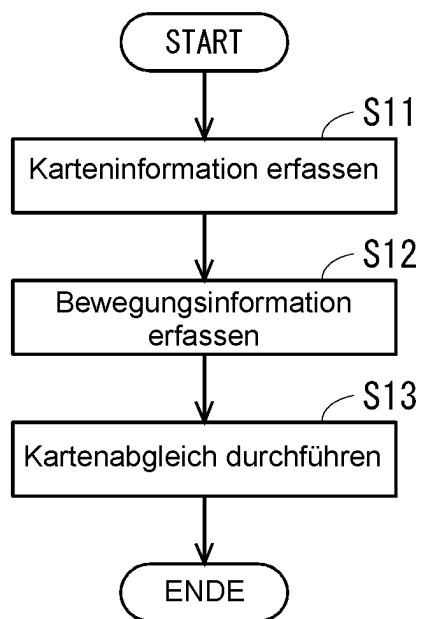 START
S11
Karteninformation erfassen
S12
Bewegungsinformation
erfassen
S13
Kartenabgleich durchführen
ENDE